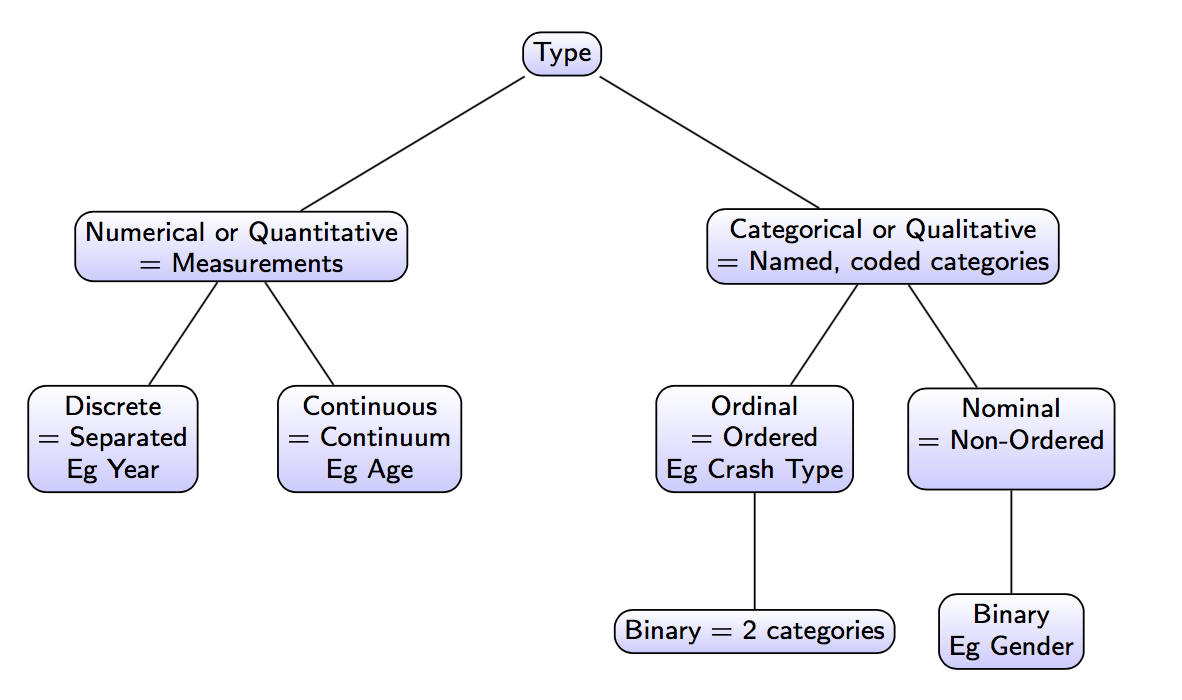 Type
Numerical or Quantitative
= Measurements
Categorical or Qualitative
= Named, coded categories
Discrete
= Separated
Eg Year
Continuous
= Continuum
Eg Age
Ordinal
= Ordered
Eg Crash Type
Nominal
= Non-Ordered
Binary = 2 categories
Binary
Eg Gender